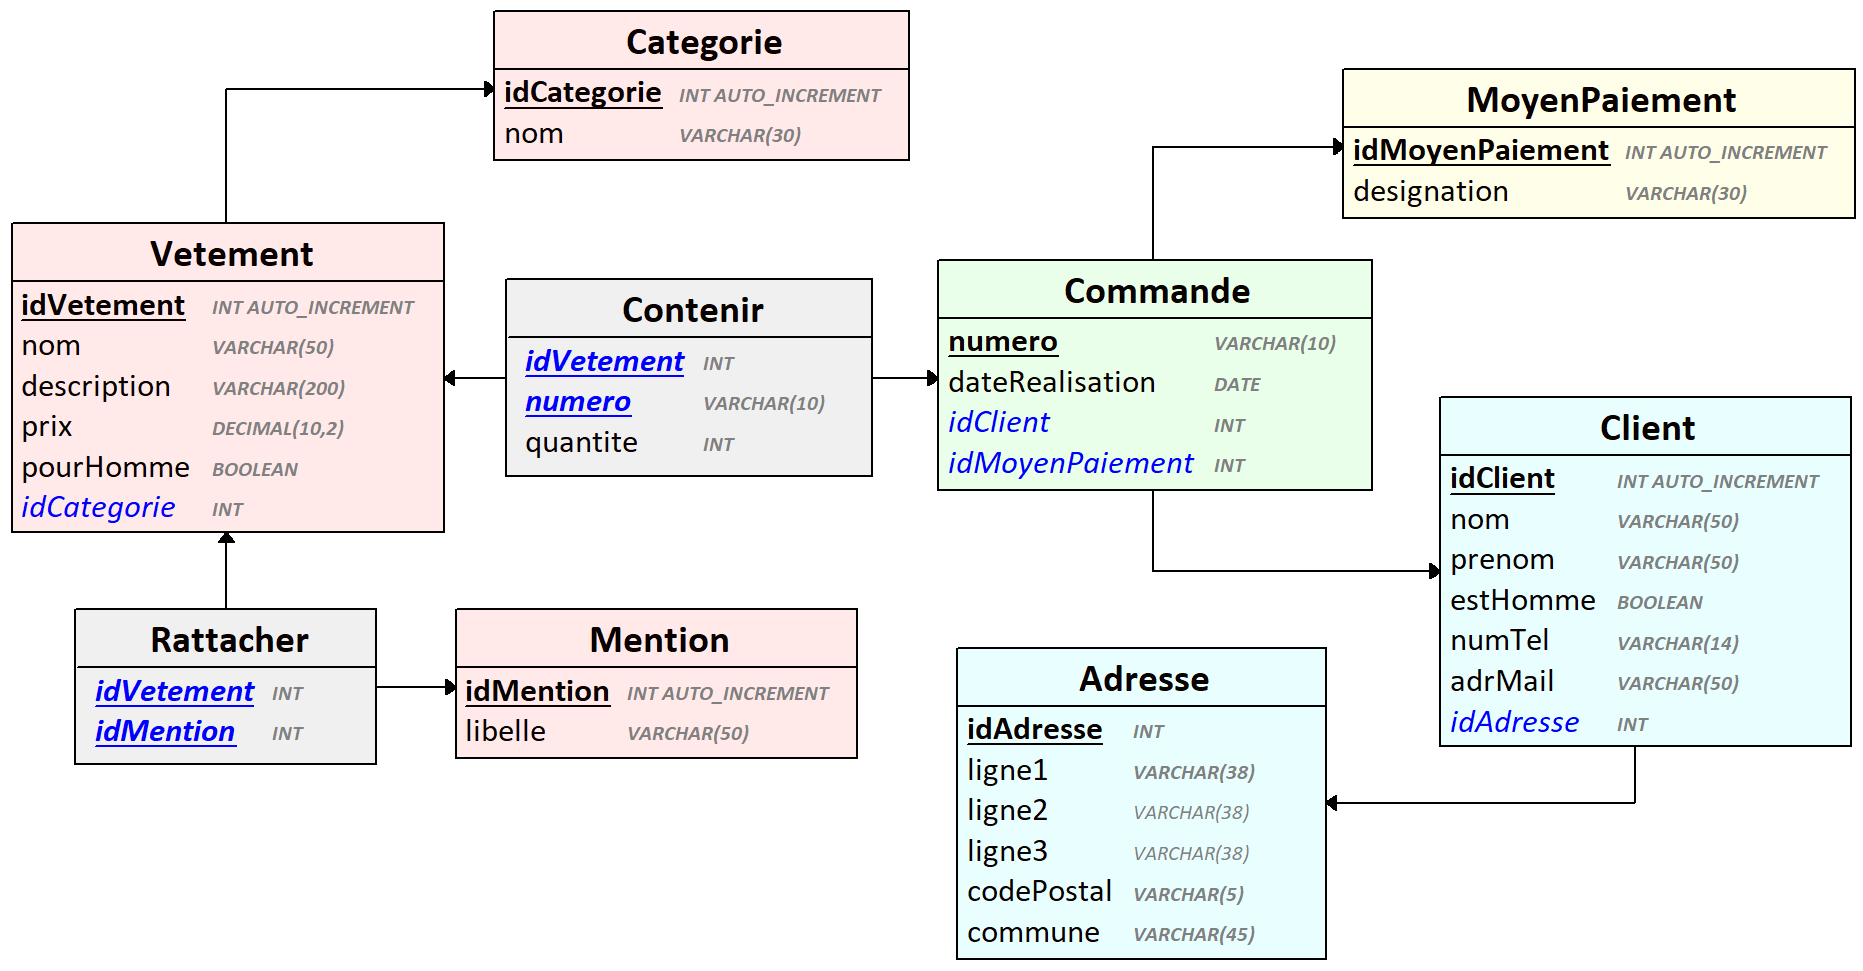 Categorie
idCategorie INT AUTO_INCREMENT
nom VARCHAR(30)
MoyenPaiement
idMoyenPaiement INT AUTO_INCREMENT
designation VARCHAR(30)
Vetement
idVetement INT AUTO_INCREMENT
nom VARCHAR(50)
description VARCHAR(200)
prix DECIMAL(10,2)
pourHomme BOOLEAN
idCategorie INT
Contenir
idVetement INT
numero VARCHAR(10)
quantite INT
Commande
numero VARCHAR(10)
dateRealisation DATE
idClient INT
idMoyenPaiement INT
Client
idClient INT AUTO_INCREMENT
nom VARCHAR(50)
prenom VARCHAR(50)
estHomme BOOLEAN
numTel VARCHAR(14)
adrMail VARCHAR(50)
idAdresse INT
Rattacher
idVetement INT
idMention INT
Mention
idMention INT AUTO_INCREMENT
libelle VARCHAR(50)
Adresse
idAdresse INT
ligne1 VARCHAR(38)
ligne2 VARCHAR(38)
ligne3 VARCHAR(38)
codePostal VARCHAR(5)
commune VARCHAR(45)